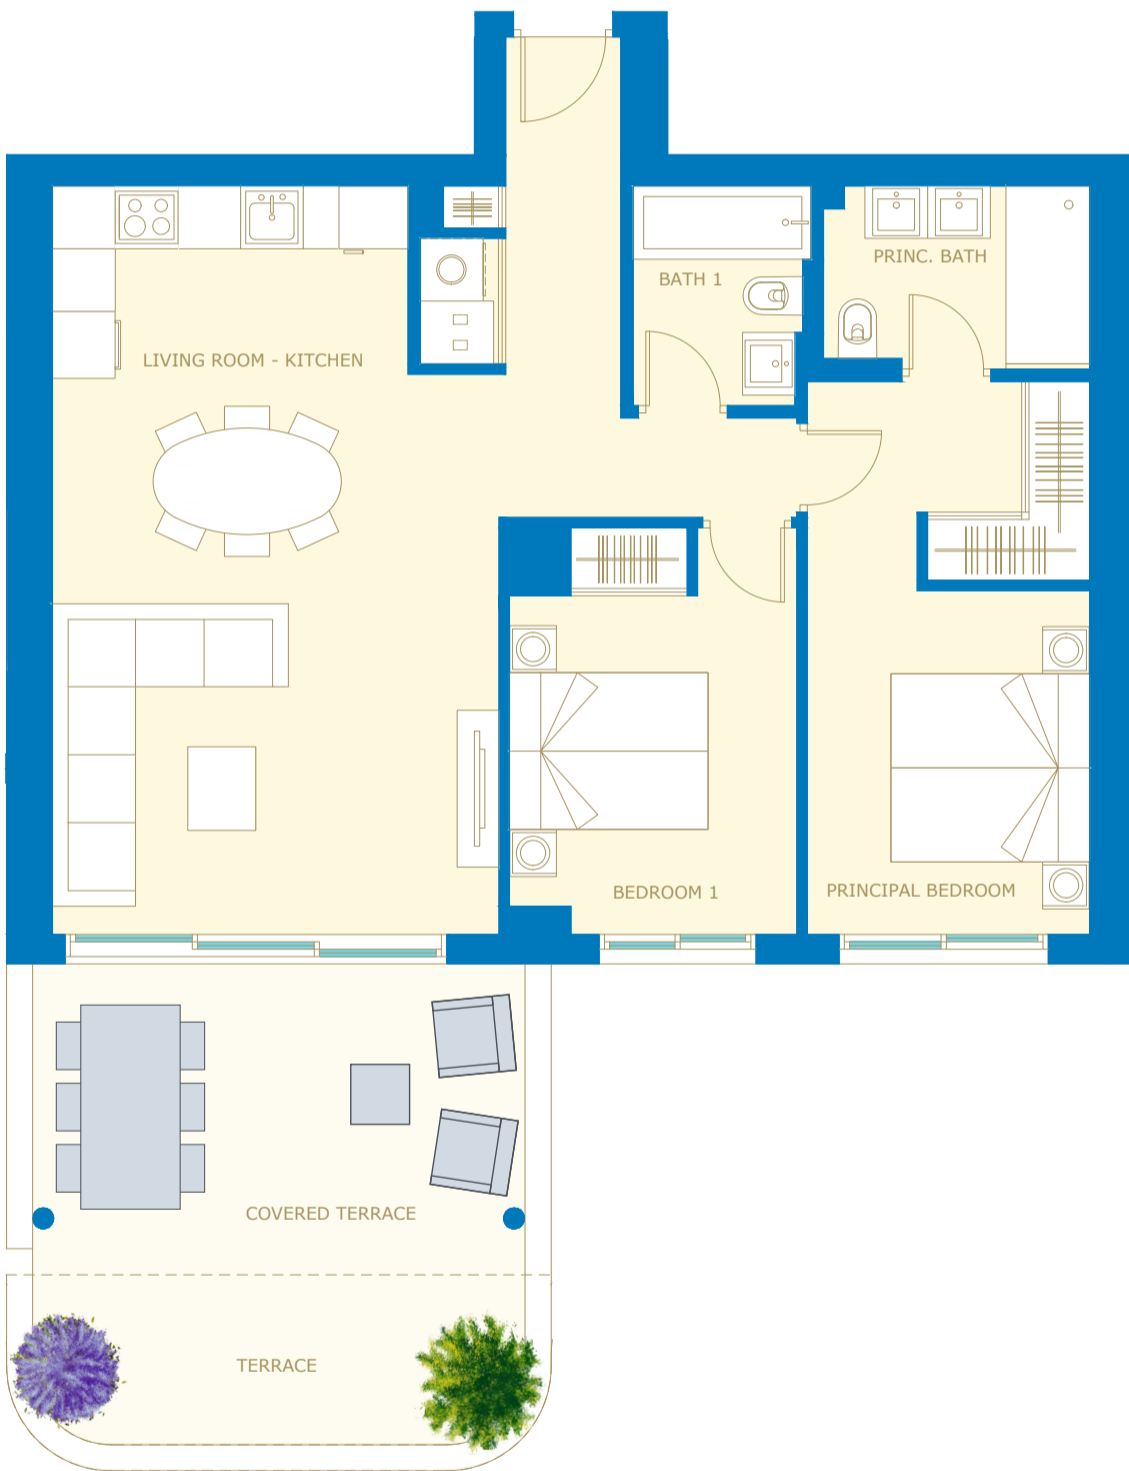 PRINC. BATH
BATH 1
LIVING ROOM - KITCHEN
BEDROOM 1
PRINCIPAL BEDROOM
COVERED TERRACE
TERRACE